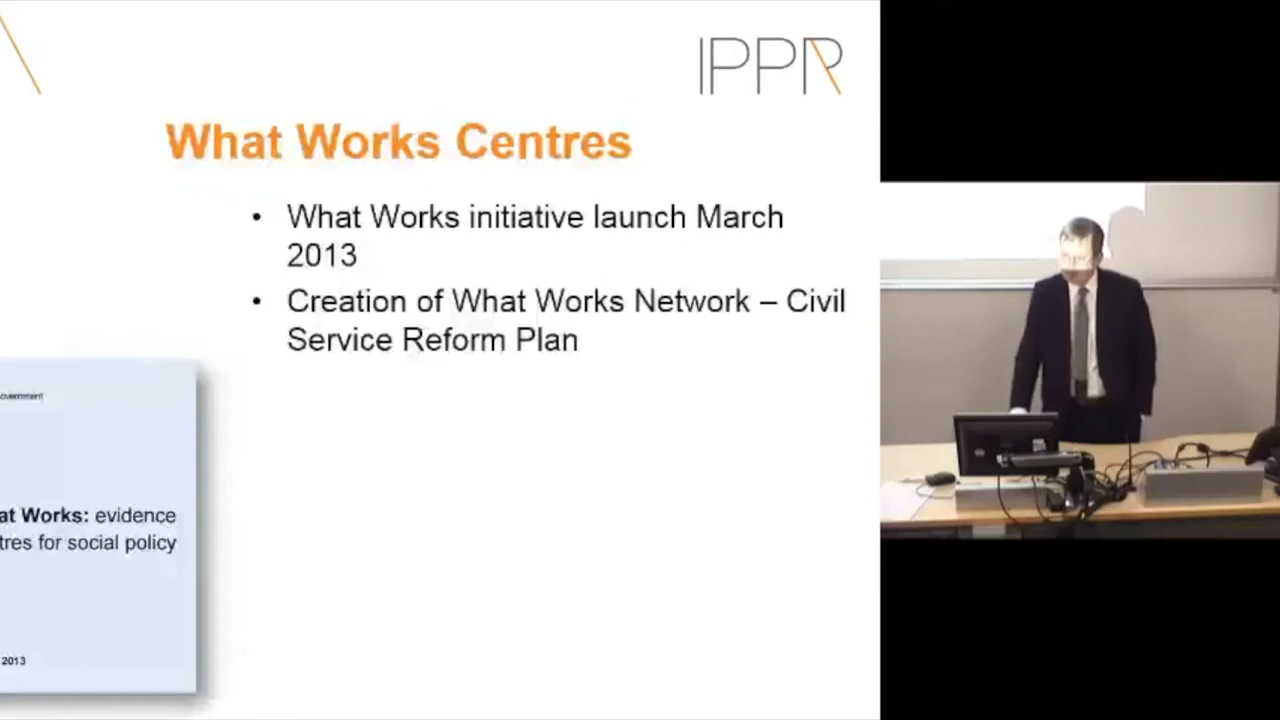 IPPR
What Works Centres
• What Works initiative launch March
2013
• Creation of What Works Network – Civil
Service Reform Plan
overnment
at Works: evidence
tres for social policy
2013